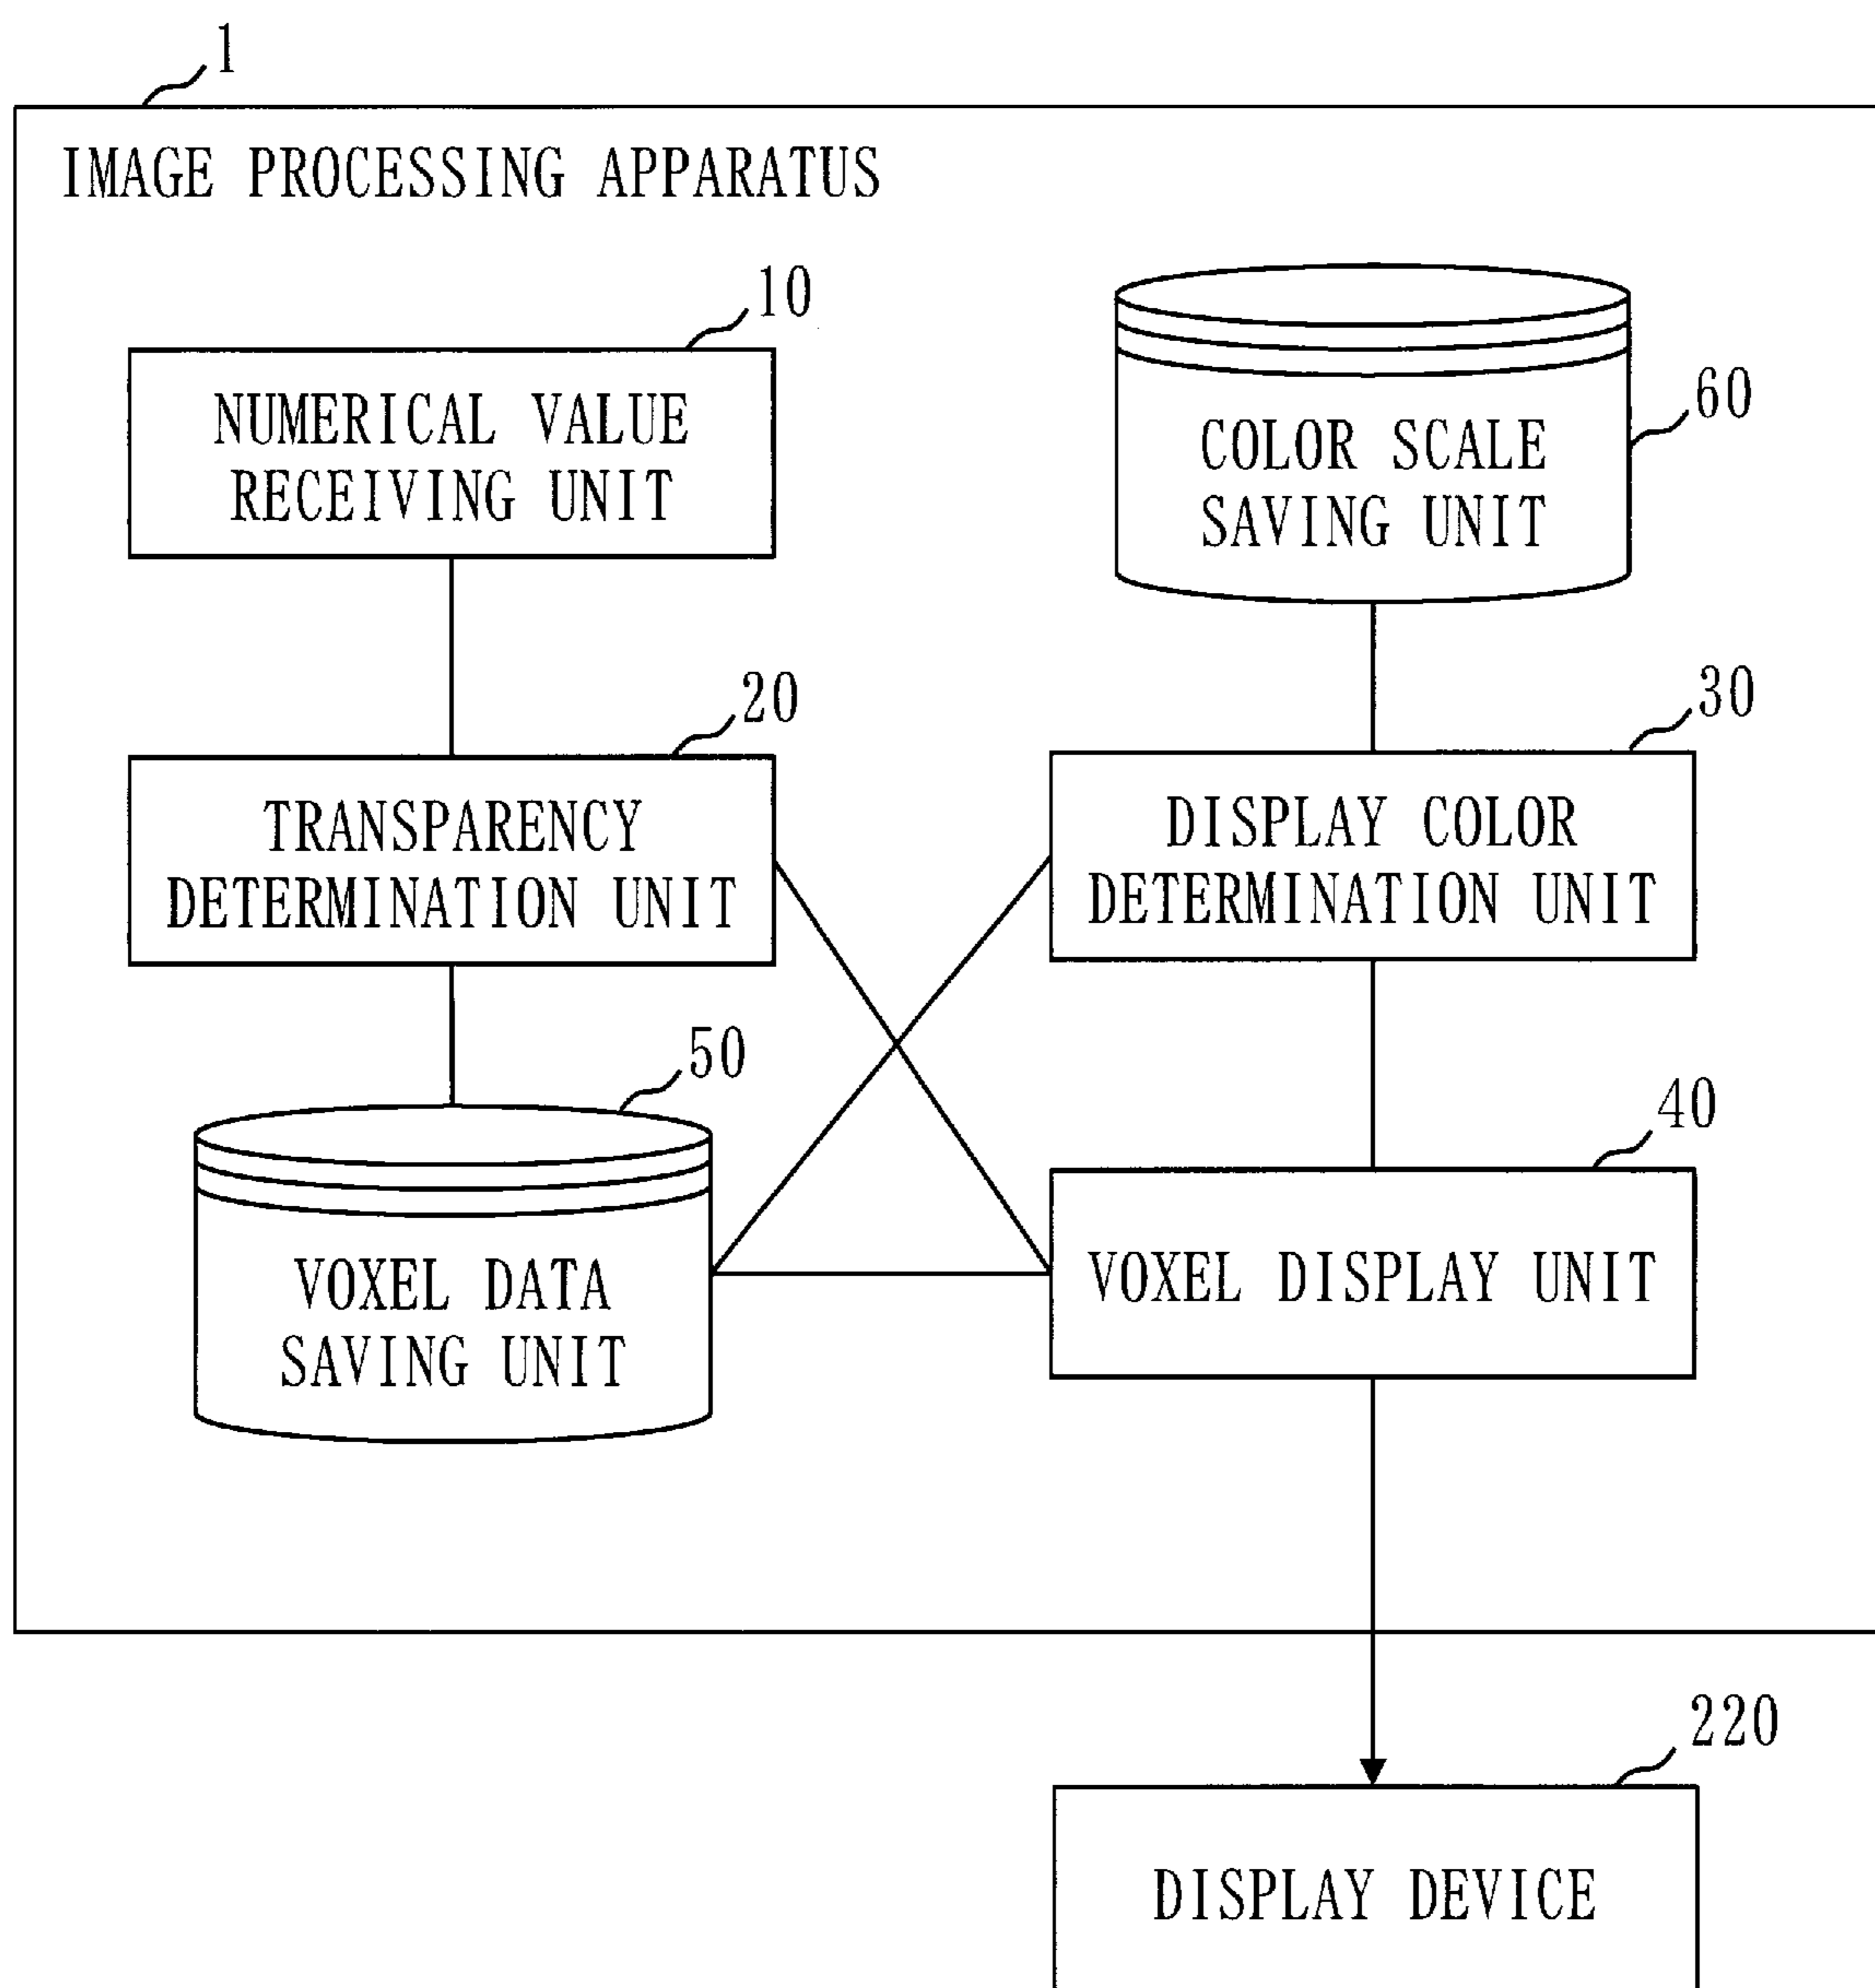 1
IMAGE PROCESSING APPARATUS
10
NUMERICAL VALUE
RECEIVING UNIT
60
COLOR SCALE
SAVING UNIT
20
TRANSPARENCY
DETERMINATION UNIT
30
DISPLAY COLOR
DETERMINATION UNIT
50
VOXEL DATA
SAVING UNIT
40
VOXEL DISPLAY UNIT
220
DISPLAY DEVICE